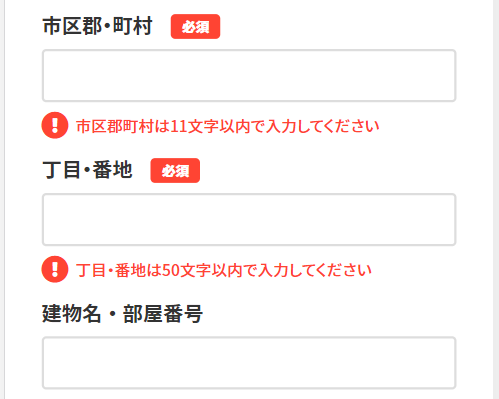 市区郡・町村 必須
市区郡町村は11文字以内で入力してください
丁目・番地 必須
丁目・番地は50文字以内で入力してください
建物名・部屋番号